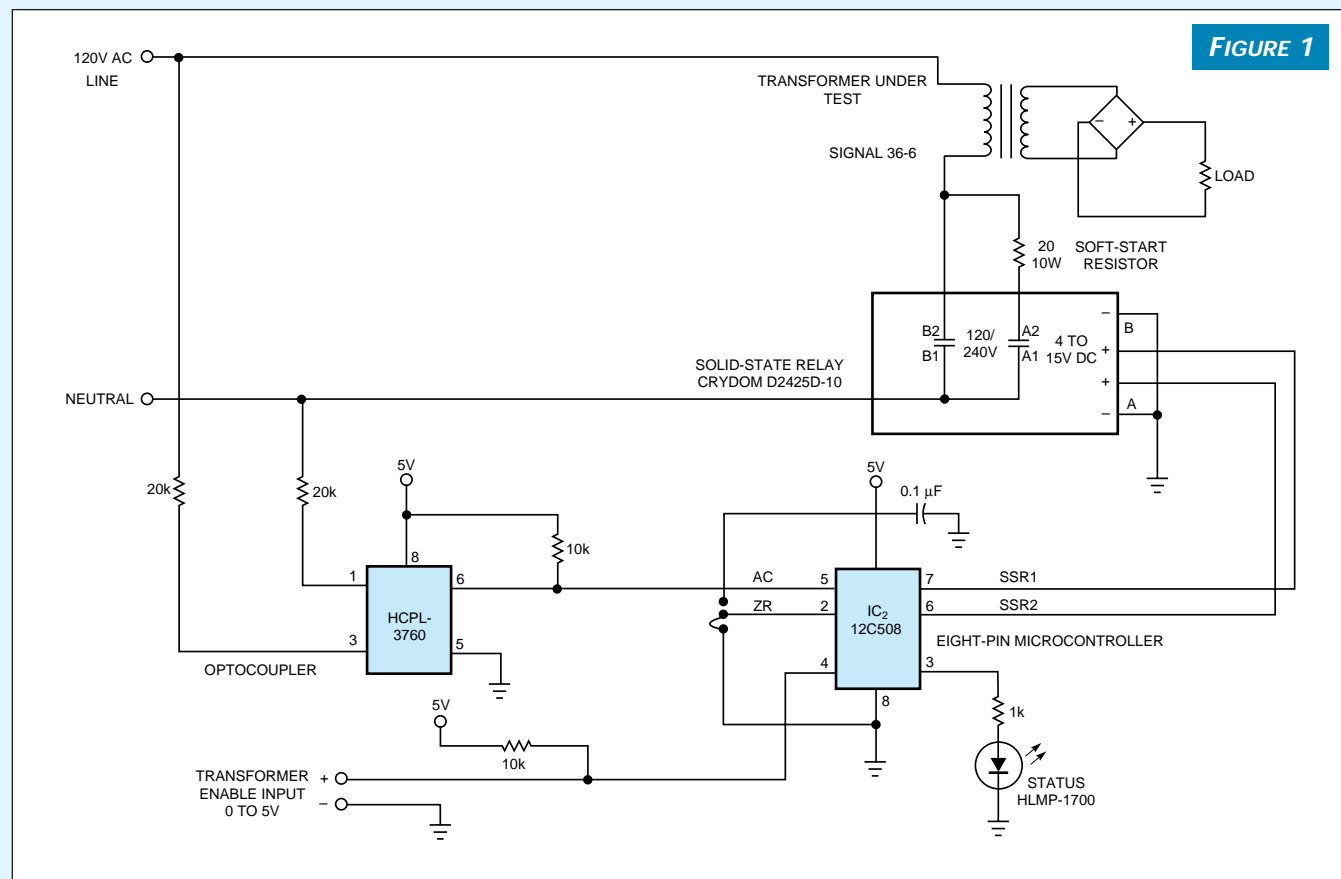 FIGURE 1
120V AC
LINE
TRANSFORMER UNDER
TEST
SIGNAL 36-6
–
+
LOAD
20
10W
SOFT-START
RESISTOR
B2
B1
120/
240V
A2
A1
4 TO
15V DC
–
B
+
+
–
A
SOLID-STATE RELAY
CRYDOM D2425D-10
NEUTRAL
20k
20k
5V
10k
8
1
6
3
5
HCPL-
3760
OPTOCOUPLER
5V
0.1 µF
AC
ZR
5
2
4
7
6
3
8
IC2
12C508
SSR1
SSR2
EIGHT-PIN MICROCONTROLLER
1k
STATUS
HLMP-1700
5V
10k
TRANSFORMER
ENABLE INPUT
0 TO 5V
+
–